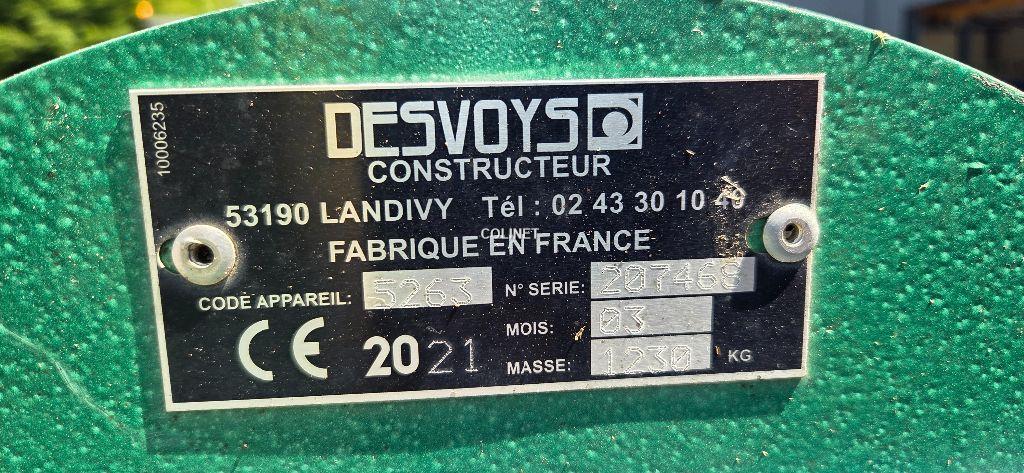 10006235
DESVOYS
CONSTRUCTEUR
53190 LANDIVY Tél : 02 43 30 10 49
COLINET
FABRIQUE EN FRANCE
CODE APPAREIL: 5263
N° SERIE: 207468
MOIS: 03
CE 2021
MASSE: 1230 KG